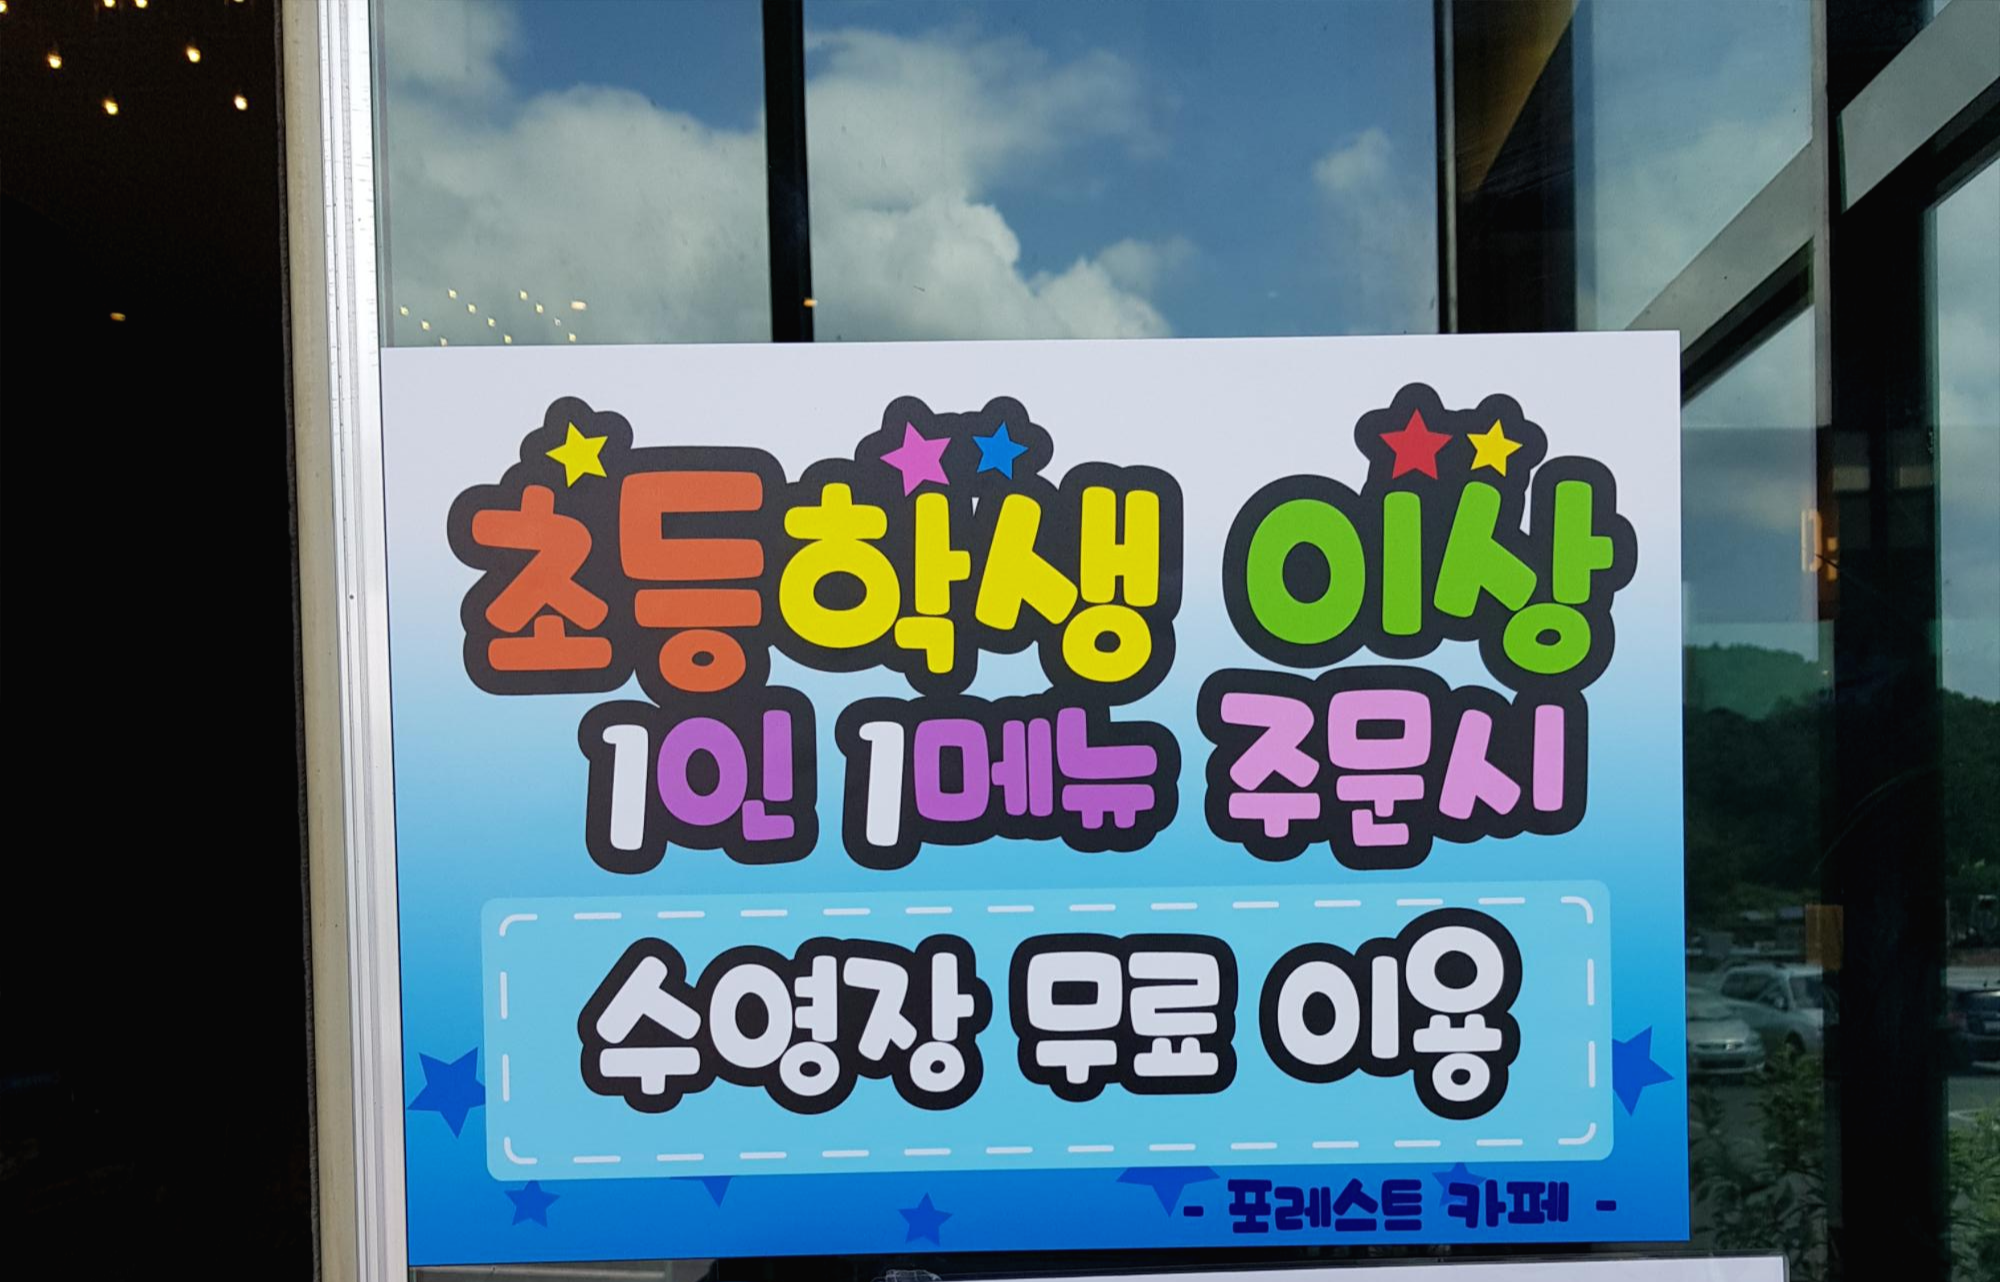 초등학생 이상
1인 1메뉴 주문시
수영장 무료 이용
- 포레스트 카페 -